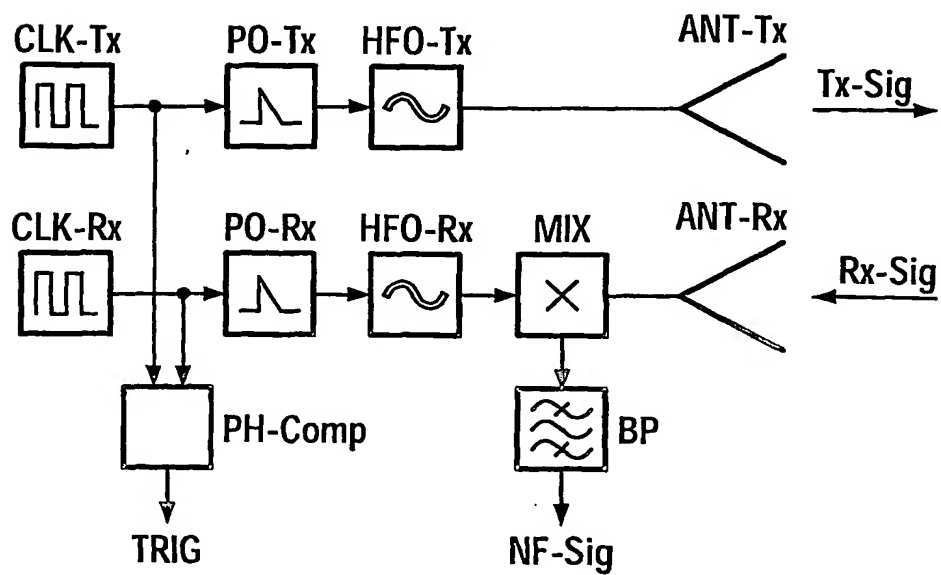 CLK-Tx
PO-Tx
HFO-Tx
ANT-Tx
Tx-Sig
CLK-Rx
PO-Rx
HFO-Rx
MIX
ANT-Rx
Rx-Sig
PH-Comp
BP
TRIG
NF-Sig